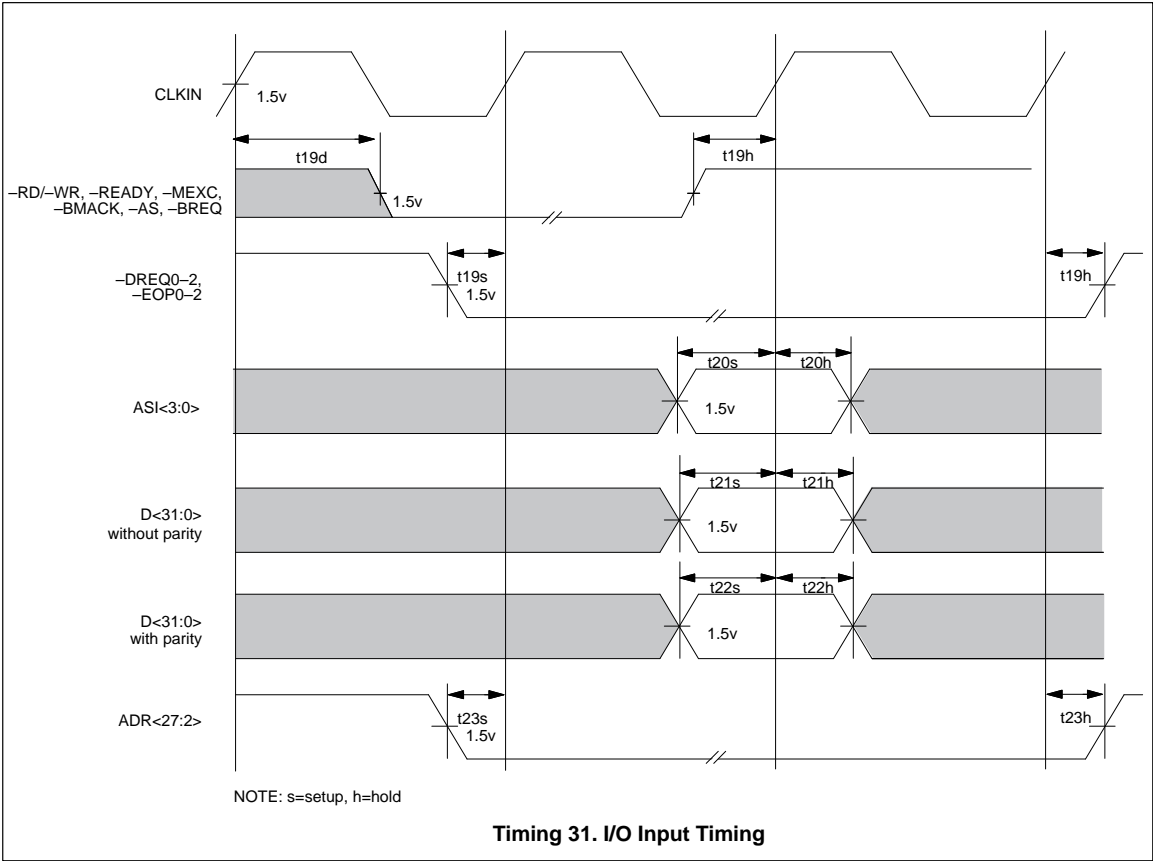 CLKIN
1.5v
t19d
t19h
–RD/–WR, –READY, –MEXC,
–BMACK, –AS, –BREQ
1.5v
–DREQ0–2,
–EOP0–2
t19s
1.5v
t19h
t20s
t20h
ASI<3:0>
1.5v
t21s
t21h
D<31:0>
without parity
1.5v
t22s
t22h
D<31:0>
with parity
1.5v
ADR<27:2>
t23s
1.5v
t23h
NOTE: s=setup, h=hold
Timing 31. I/O Input Timing